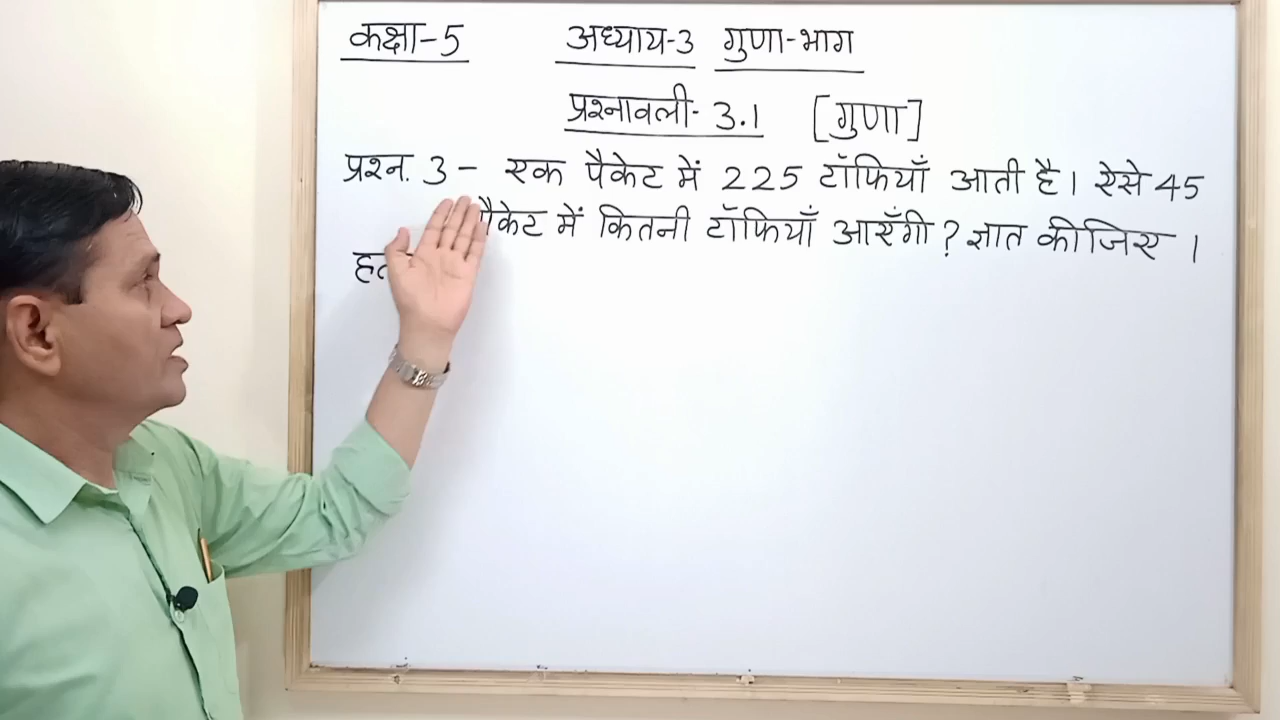 कक्षा-5 अध्याय-3 गुणा-भाग
प्रश्नावली- 3.1 [गुणा]
प्रश्न. 3 - एक पैकेट में 225 टॉफियाँ आती है। ऐसे 45
पैकेट में कितनी टॉफियाँ आएँगी ? ज्ञात कीजिए ।